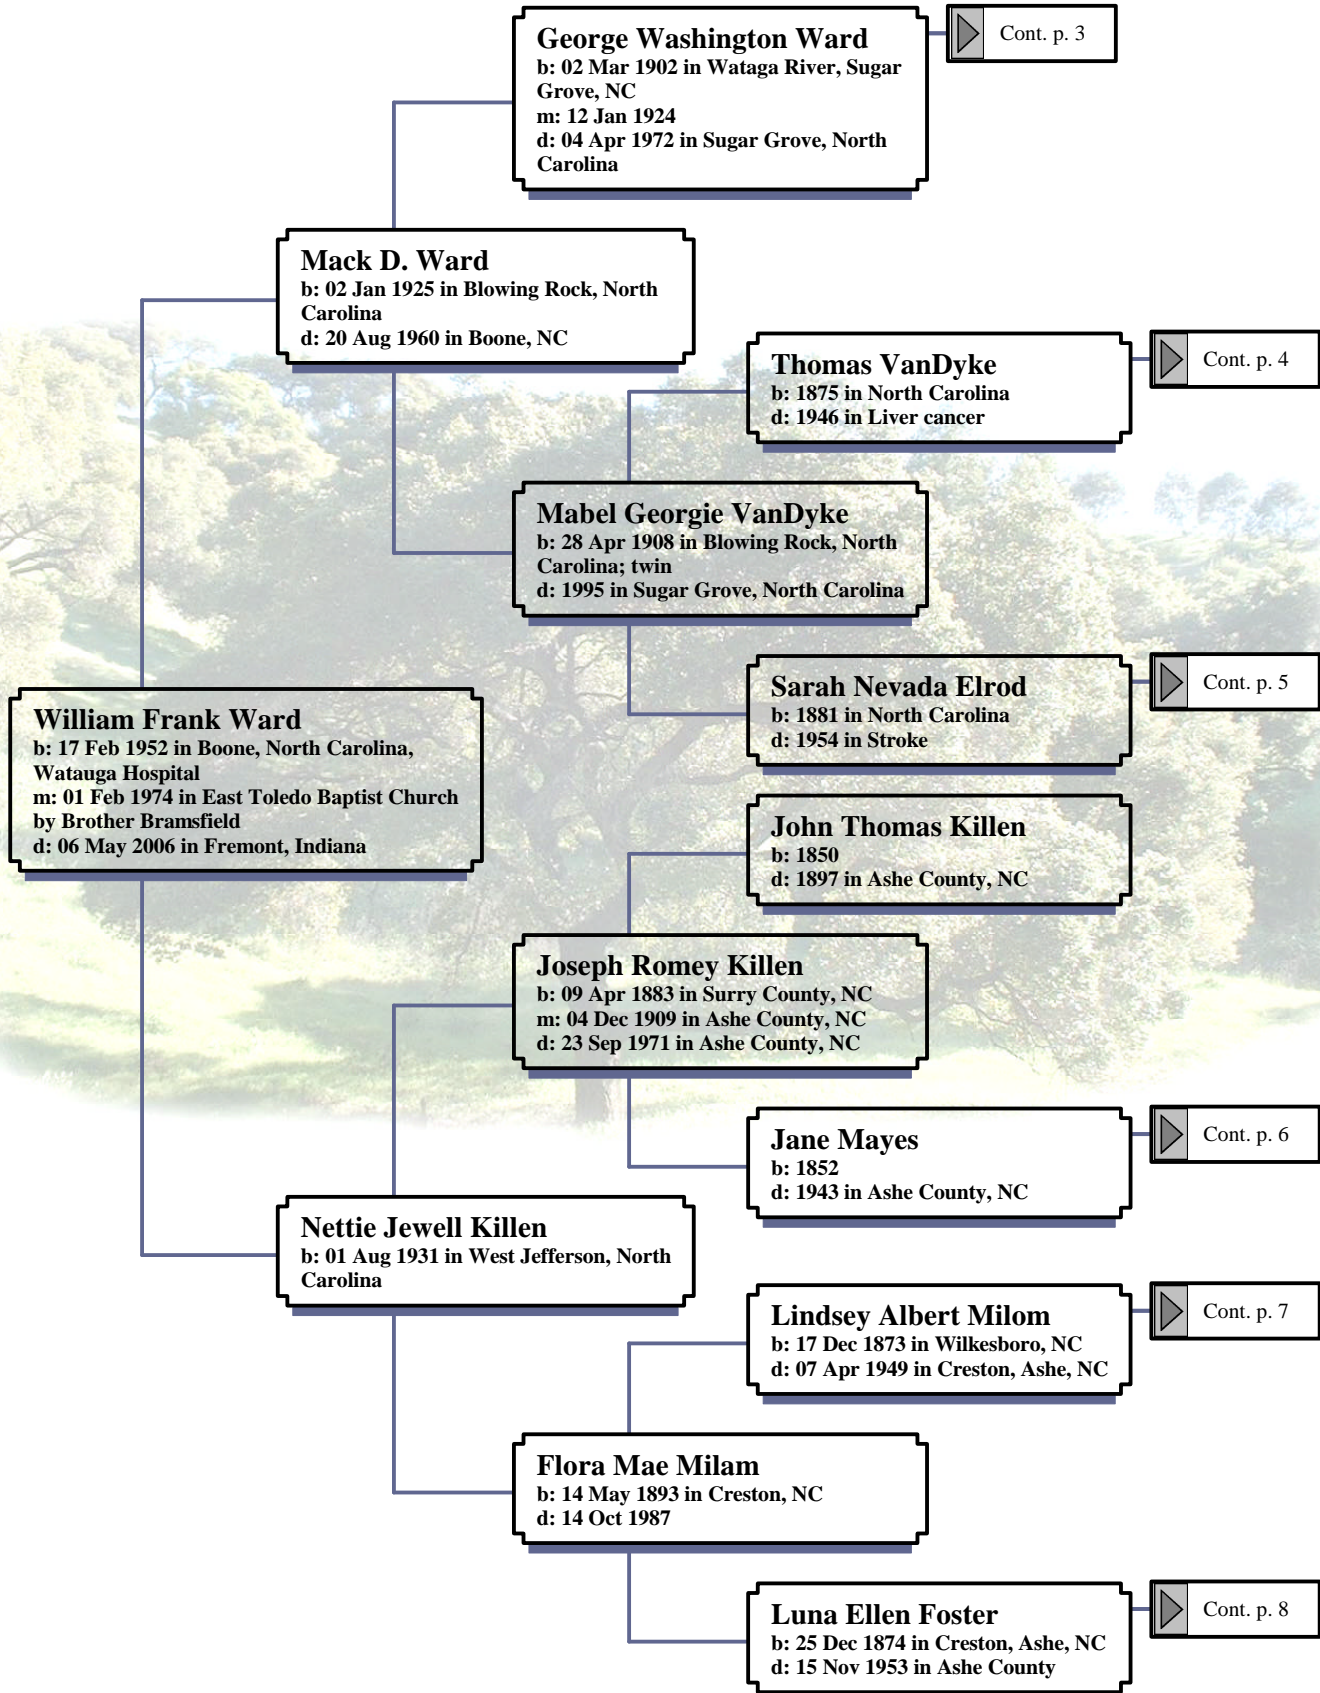 George Washington Ward
b: 02 Mar 1902 in Wataga River, Sugar
Grove, NC
m: 12 Jan 1924
d: 04 Apr 1972 in Sugar Grove, North
Carolina
Cont. p. 3
Mack D. Ward
b: 02 Jan 1925 in Blowing Rock, North
Carolina
d: 20 Aug 1960 in Boone, NC
Thomas VanDyke
b: 1875 in North Carolina
d: 1946 in Liver cancer
Cont. p. 4
Mabel Georgie VanDyke
b: 28 Apr 1908 in Blowing Rock, North
Carolina; twin
d: 1995 in Sugar Grove, North Carolina
Sarah Nevada Elrod
b: 1881 in North Carolina
d: 1954 in Stroke
Cont. p. 5
William Frank Ward
b: 17 Feb 1952 in Boone, North Carolina,
Watauga Hospital
m: 01 Feb 1974 in East Toledo Baptist Church
by Brother Bramsfield
d: 06 May 2006 in Fremont, Indiana
John Thomas Killen
b: 1850
d: 1897 in Ashe County, NC
Joseph Romey Killen
b: 09 Apr 1883 in Surry County, NC
m: 04 Dec 1909 in Ashe County, NC
d: 23 Sep 1971 in Ashe County, NC
Jane Mayes
b: 1852
d: 1943 in Ashe County, NC
Cont. p. 6
Nettie Jewell Killen
b: 01 Aug 1931 in West Jefferson, North
Carolina
Lindsey Albert Milom
b: 17 Dec 1873 in Wilkesboro, NC
d: 07 Apr 1949 in Creston, Ashe, NC
Cont. p. 7
Flora Mae Milam
b: 14 May 1893 in Creston, NC
d: 14 Oct 1987
Luna Ellen Foster
b: 25 Dec 1874 in Creston, Ashe, NC
d: 15 Nov 1953 in Ashe County
Cont. p. 8